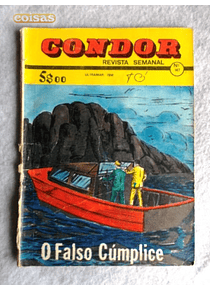 coisas
CONDOR
REVISTA SEMANAL
5$00
O Falso Cúmplice